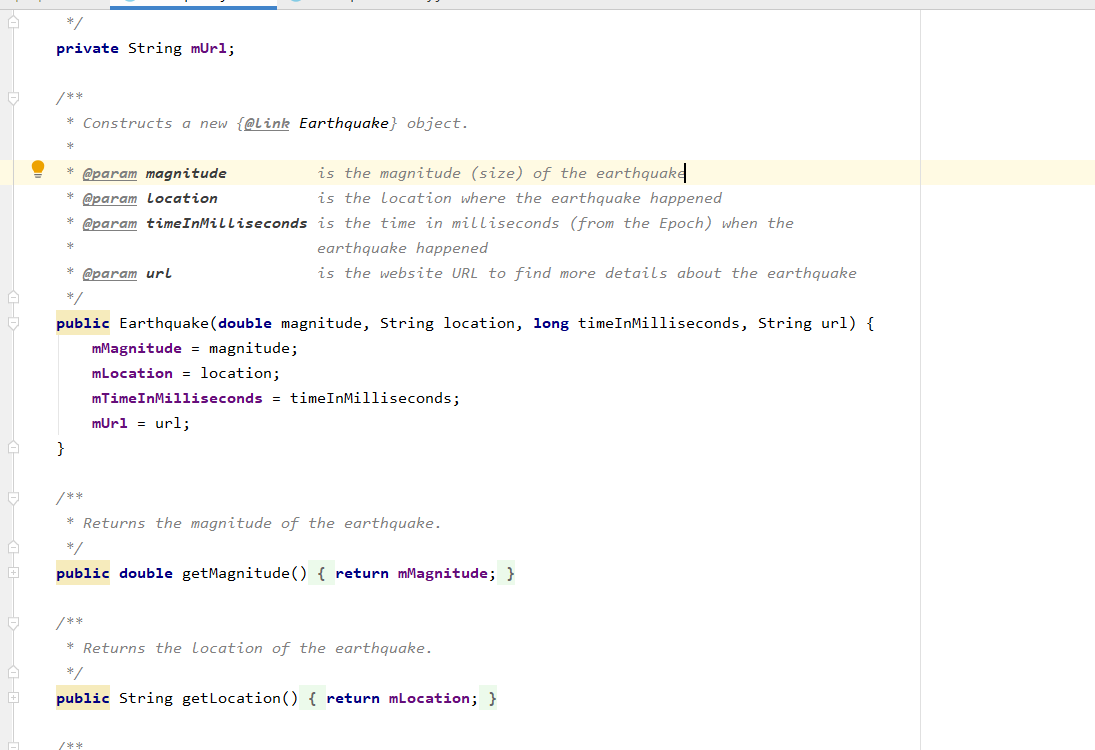 */
private String mUrl;
/**
* Constructs a new {@link Earthquake} object.
*
* @param magnitude is the magnitude (size) of the earthquake
* @param location is the location where the earthquake happened
* @param timeInMilliseconds is the time in milliseconds (from the Epoch) when the
* earthquake happened
* @param url is the website URL to find more details about the earthquake
*/
public Earthquake(double magnitude, String location, long timeInMilliseconds, String url) {
mMagnitude = magnitude;
mLocation = location;
mTimeInMilliseconds = timeInMilliseconds;
mUrl = url;
}
/**
* Returns the magnitude of the earthquake.
*/
public double getMagnitude() { return mMagnitude; }
/**
* Returns the location of the earthquake.
*/
public String getLocation() { return mLocation; }
/**